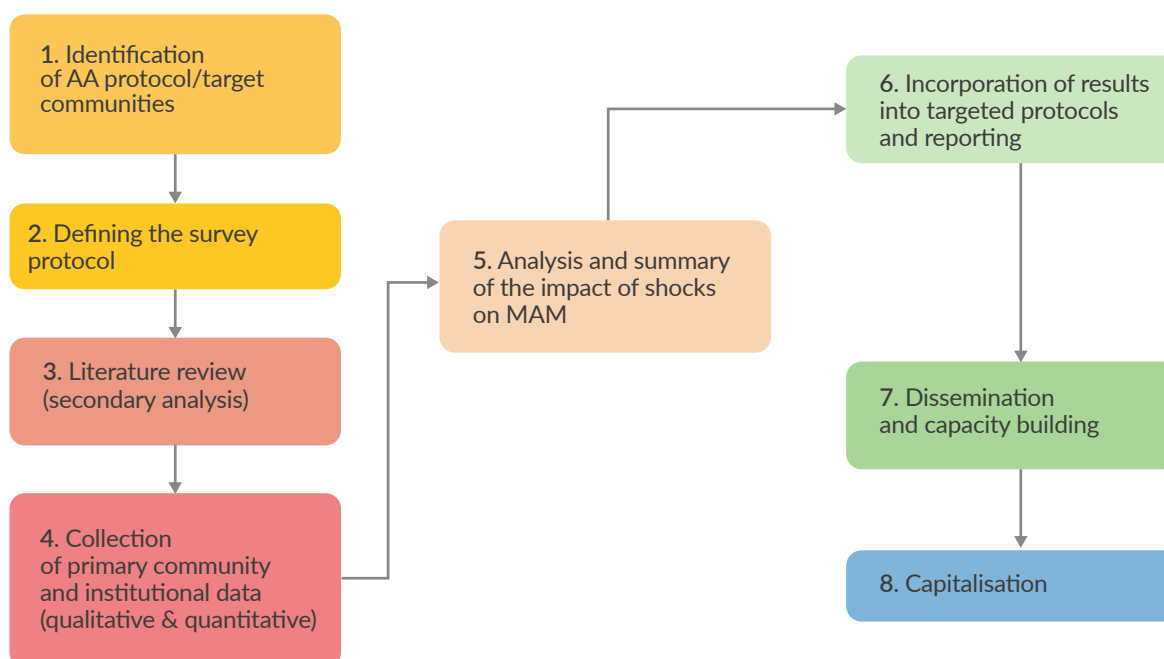 1. Identification
of AA protocol/target
communities
2. Defining the survey
protocol
3. Literature review
(secondary analysis)
4. Collection
of primary community
and institutional data
(qualitative & quantitative)
5. Analysis and summary
of the impact of shocks
on MAM
6. Incorporation of results
into targeted protocols
and reporting
7. Dissemination
and capacity building
8. Capitalisation